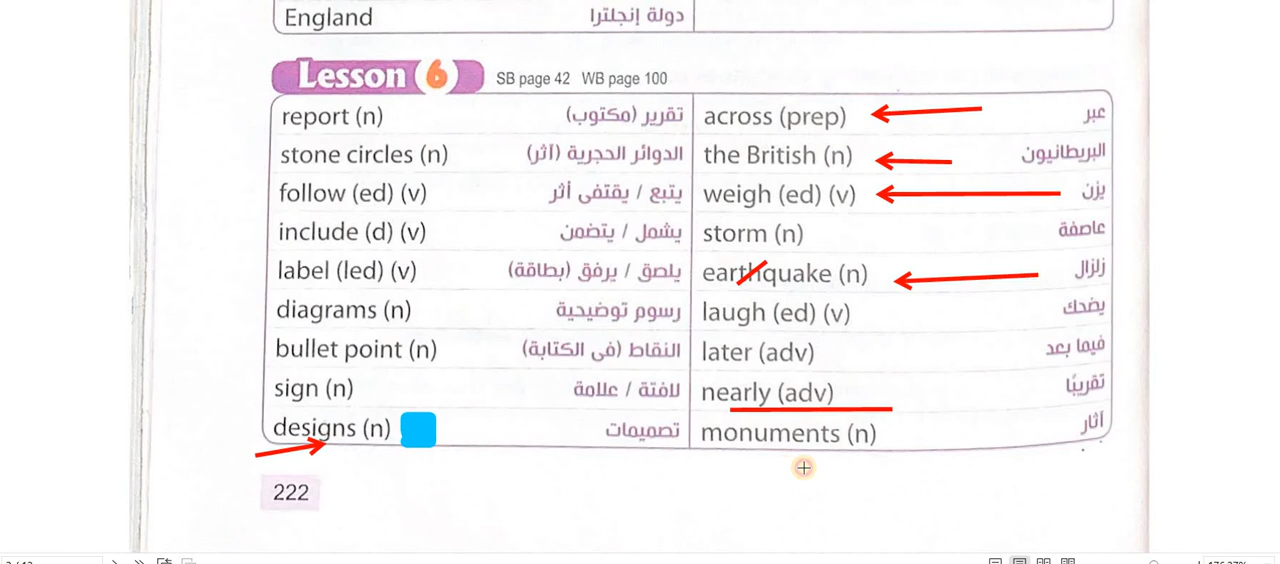 England دولة إنجلترا
Lesson 6 SB page 42 WB page 100
report (n) تقرير (مكتوب) across (prep) عبر
stone circles (n) الدوائر الحجرية (آثر) the British (n) البريطانيون
follow (ed) (v) يتبع / يقتفى أثر weigh (ed) (v) يزن
include (d) (v) يشمل / يتضمن storm (n) عاصفة
label (led) (v) يلصق / يرفق (بطاقة) earthquake (n) زلزال
diagrams (n) رسوم توضيحية laugh (ed) (v) يضحك
bullet point (n) النقاط (فى الكتابة) later (adv) فيما بعد
sign (n) لافتة / علامة nearly (adv) تقريبًا
designs (n) تصميمات monuments (n) آثار
222